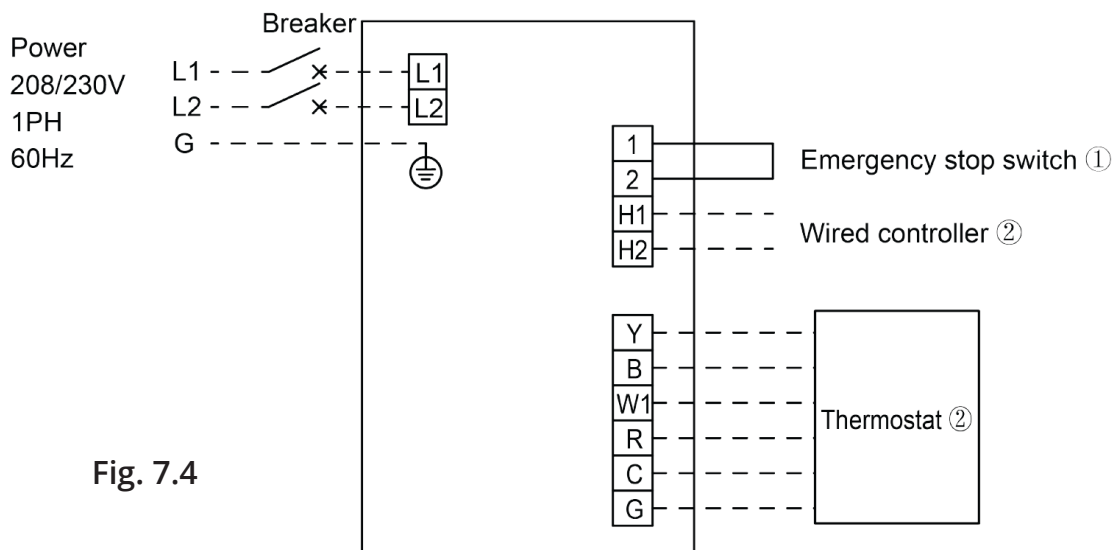 Breaker
Power
208/230V
1PH
60Hz
L1
L2
G
L1
L2
1
2
H1
H2
Emergency stop switch ①
Wired controller ②
Y
B
W1
R
C
G
Thermostat ②
Fig. 7.4